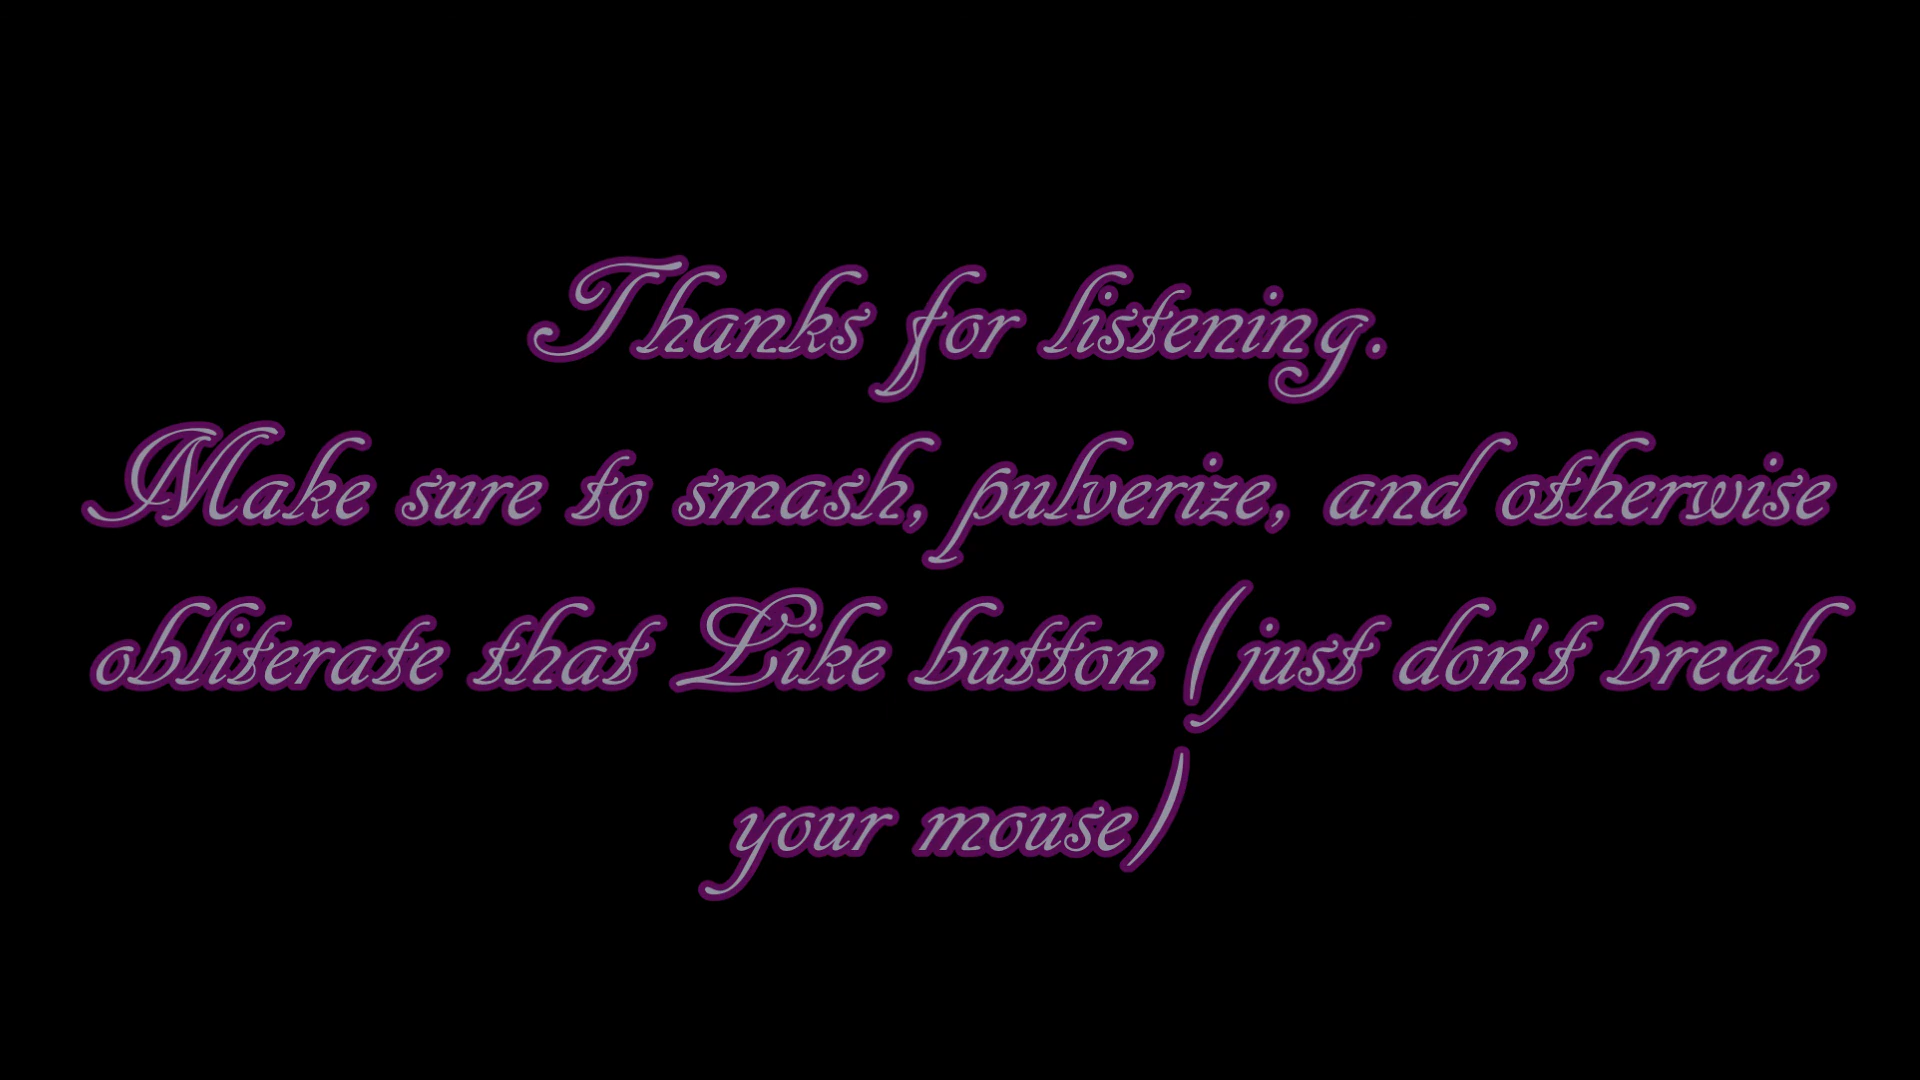 Thanks for listening.
Make sure to smash, pulverize, and otherwise
obliterate that Like button (just don't break
your mouse)